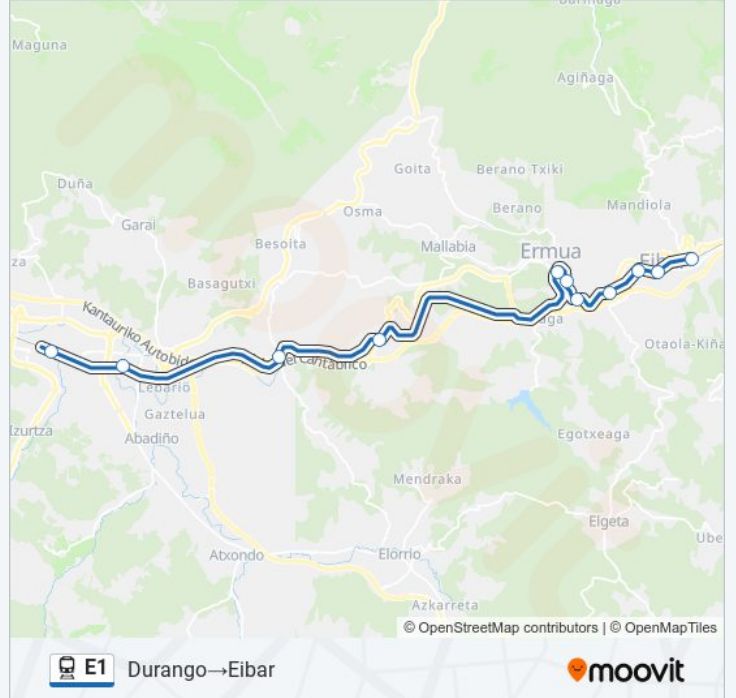 Maguna
Agiñaga
Goita
Berano Txiki
Duña
Mandiola
Osma
Berano
Garai
Besoita
Mallabia
Ermua
Basagutxi
Kantauriko Autobid
del Cantábrico
Otaola-Kiña
Lebario
Gaztelua
Izurtza
Abadiño
Egotxeaga
Mendraka
Elgeta
Atxondo
Elorrio
Azkarreta
© OpenStreetMap contributors | © OpenMapTiles
E1 Durango→Eibar
moovit